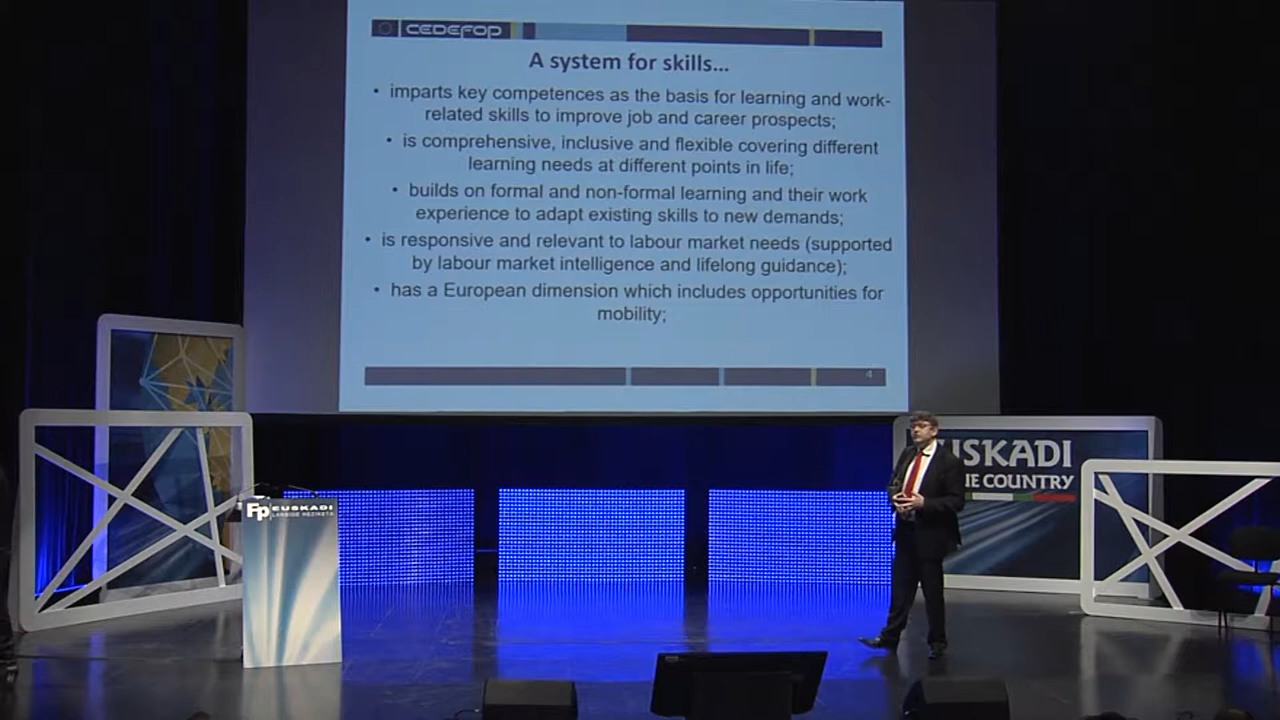 CEDEFOP
A system for skills...
• imparts key competences as the basis for learning and work-
related skills to improve job and career prospects;
• is comprehensive, inclusive and flexible covering different
learning needs at different points in life;
• builds on formal and non-formal learning and their work
experience to adapt existing skills to new demands;
• is responsive and relevant to labour market needs (supported
by labour market intelligence and lifelong guidance);
• has a European dimension which includes opportunities for
mobility;
4
USKADI
COUNTRY
Fp EUSKADI
LANBIDE HEZIKETA